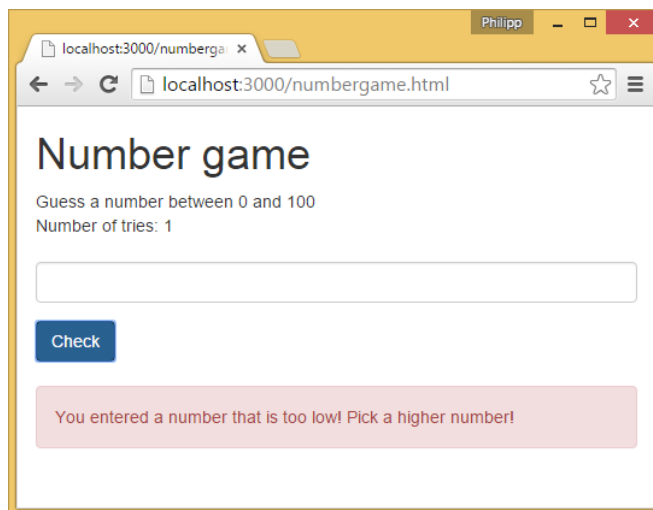 Philipp
localhost:3000/numberga
localhost:3000/numbergame.html
Number game
Guess a number between 0 and 100
Number of tries: 1
Check
You entered a number that is too low! Pick a higher number!